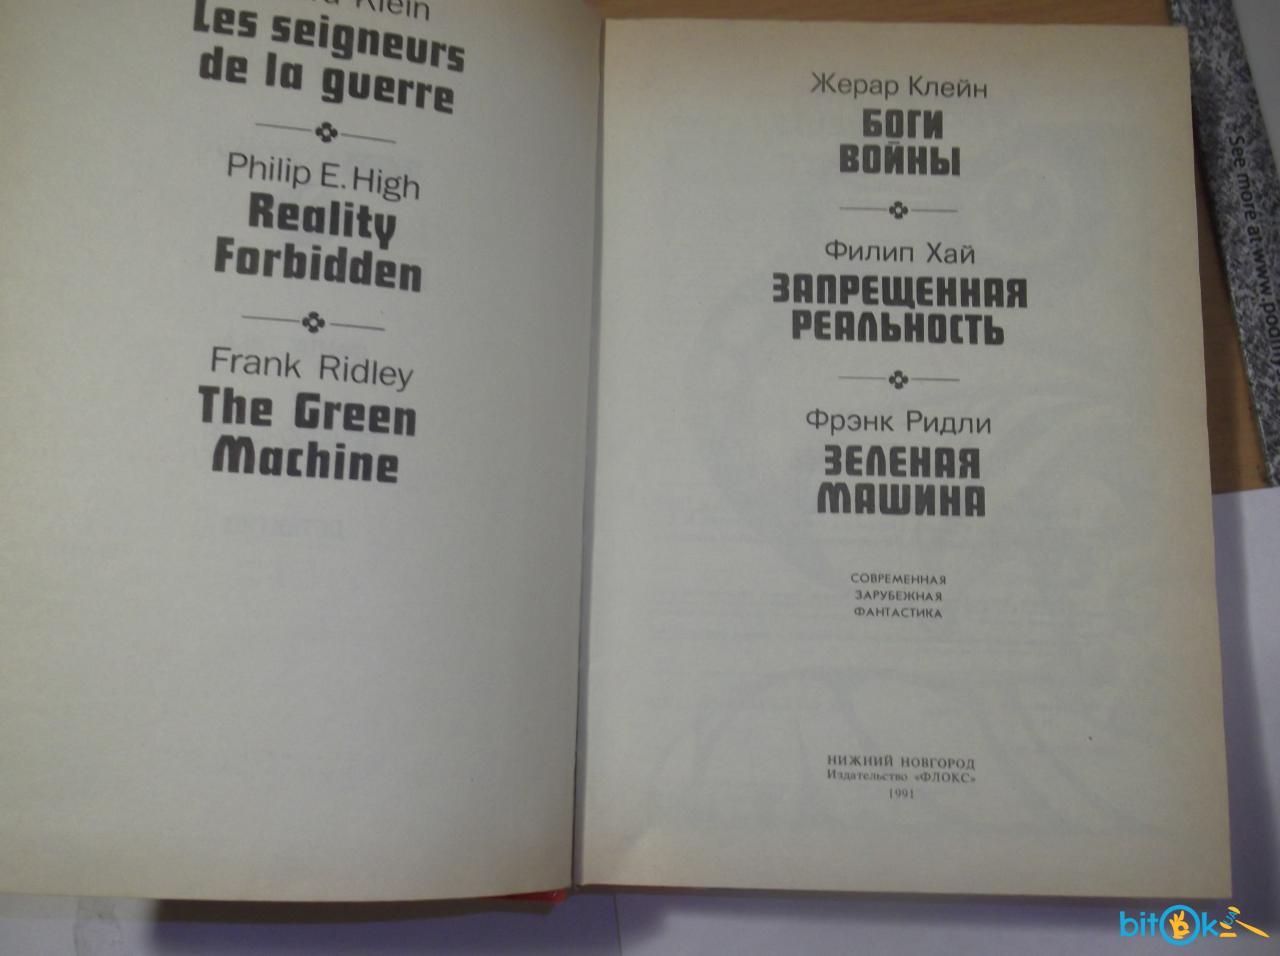 Klein
Les seigneurs
de la guerre
Philip E. High
Reality
Forbidden
Frank Ridley
The Green
Machine
Жерар Клейн
БОГИ
ВОЙНЫ
Филип Хай
ЗАПРЕЩЕННАЯ
РЕАЛЬНОСТЬ
Фрэнк Ридли
ЗЕЛЕНАЯ
МАШИНА
СОВРЕМЕННАЯ
ЗАРУБЕЖНАЯ
ФАНТАСТИКА
НИЖНИЙ НОВГОРОД
Издательство «ФЛОКС»
1991
See more at
bitOk.ua